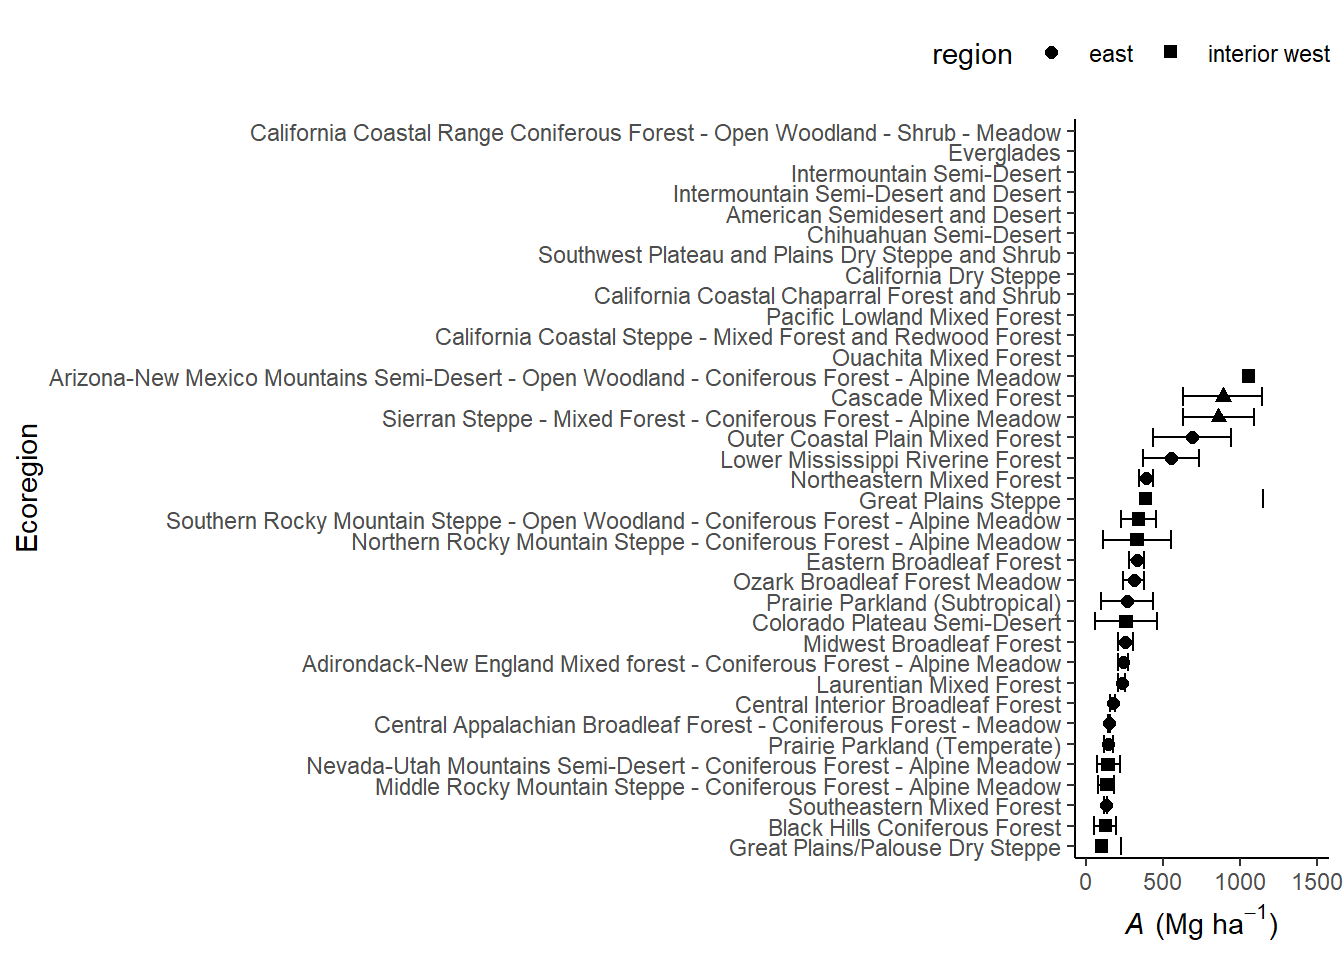 region east interior west
California Coastal Range Coniferous Forest - Open Woodland - Shrub - Meadow
Everglades
Intermountain Semi-Desert
Intermountain Semi-Desert and Desert
American Semidesert and Desert
Chihuahuan Semi-Desert
Southwest Plateau and Plains Dry Steppe and Shrub
California Dry Steppe
California Coastal Chaparral Forest and Shrub
Pacific Lowland Mixed Forest
California Coastal Steppe - Mixed Forest and Redwood Forest
Ouachita Mixed Forest
Arizona-New Mexico Mountains Semi-Desert - Open Woodland - Coniferous Forest - Alpine Meadow
Cascade Mixed Forest
Sierran Steppe - Mixed Forest - Coniferous Forest - Alpine Meadow
Outer Coastal Plain Mixed Forest
Lower Mississippi Riverine Forest
Northeastern Mixed Forest
Great Plains Steppe
Southern Rocky Mountain Steppe - Open Woodland - Coniferous Forest - Alpine Meadow
Northern Rocky Mountain Steppe - Coniferous Forest - Alpine Meadow
Eastern Broadleaf Forest
Ozark Broadleaf Forest Meadow
Prairie Parkland (Subtropical)
Colorado Plateau Semi-Desert
Midwest Broadleaf Forest
Adirondack-New England Mixed forest - Coniferous Forest - Alpine Meadow
Laurentian Mixed Forest
Central Interior Broadleaf Forest
Central Appalachian Broadleaf Forest - Coniferous Forest - Meadow
Prairie Parkland (Temperate)
Nevada-Utah Mountains Semi-Desert - Coniferous Forest - Alpine Meadow
Middle Rocky Mountain Steppe - Coniferous Forest - Alpine Meadow
Southeastern Mixed Forest
Black Hills Coniferous Forest
Great Plains/Palouse Dry Steppe
Ecoregion
0 500 1000 1500
A (Mg ha⁻¹)